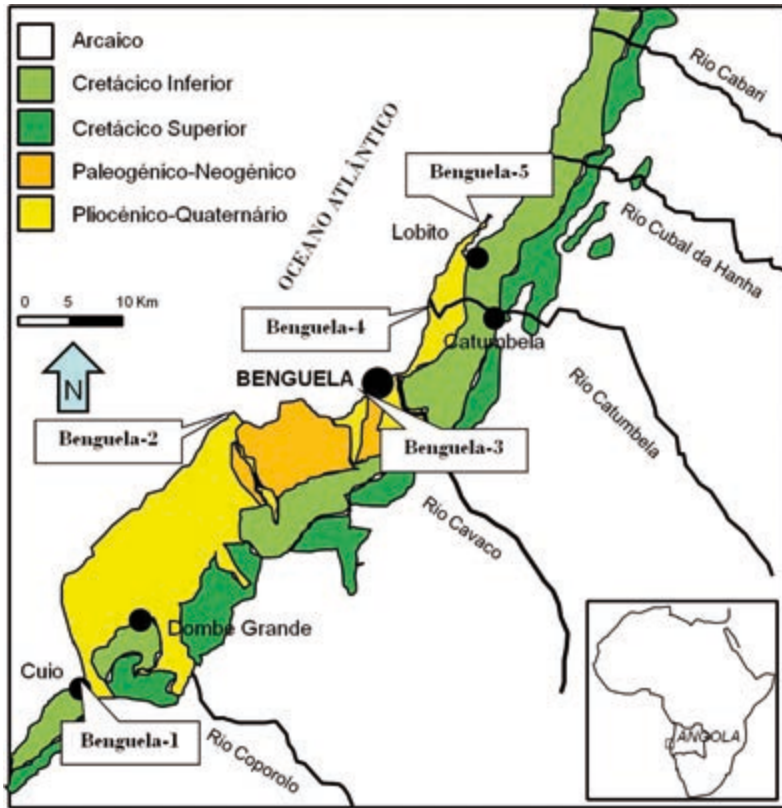 Arcaico
Cretácico Inferior
Cretácico Superior
Paleogénico-Neogénico
Pliocénico-Quaternário
0 5 10 Km
N
OCEANO ATLÂNTICO
Rio Cabari
Benguela-5
Lobito
Rio Cubal da Hanha
Benguela-4
Catumbela
BENGUELA
Rio Catumbela
Benguela-2
Benguela-3
Rio Cavaco
Dombe Grande
Cuio
Benguela-1
Rio Coporolo
ANGOLA